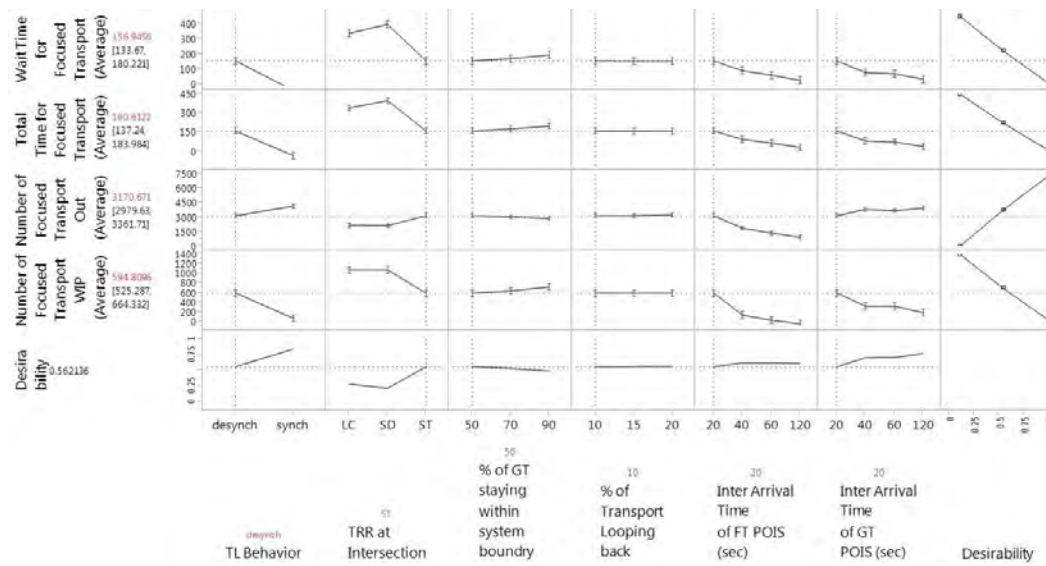 Wait Time
for
Focused
Transport
(Average)
156.9456
[133.67,
180.221]
400
300
200
100
0
Total
Time for
Focused
Transport
(Average)
160.6122
[137.24,
183.984]
450
300
150
0
Number of
Focused
Transport
Out
(Average)
3170.671
[2979.63,
3361.71]
7500
6000
4500
3000
1500
0
Number of
Focused
Transport
WIP
(Average)
594.8096
[525.287,
664.332]
1400
1200
1000
800
600
400
200
0
Desira
bility
0.562136
1
0.75
0.25
0
desynch synch
LC SD ST
50 70 90
10 15 20
20 40 60 120
20 40 60 120
0 0.25 0.5 0.75
desynch
TL Behavior
ST
TRR at
Intersection
50
% of GT
staying
within
system
boundry
10
% of
Transport
Looping
back
20
Inter Arrival
Time
of FT POIS
(sec)
20
Inter Arrival
Time
of GT
POIS (sec)
Desirability